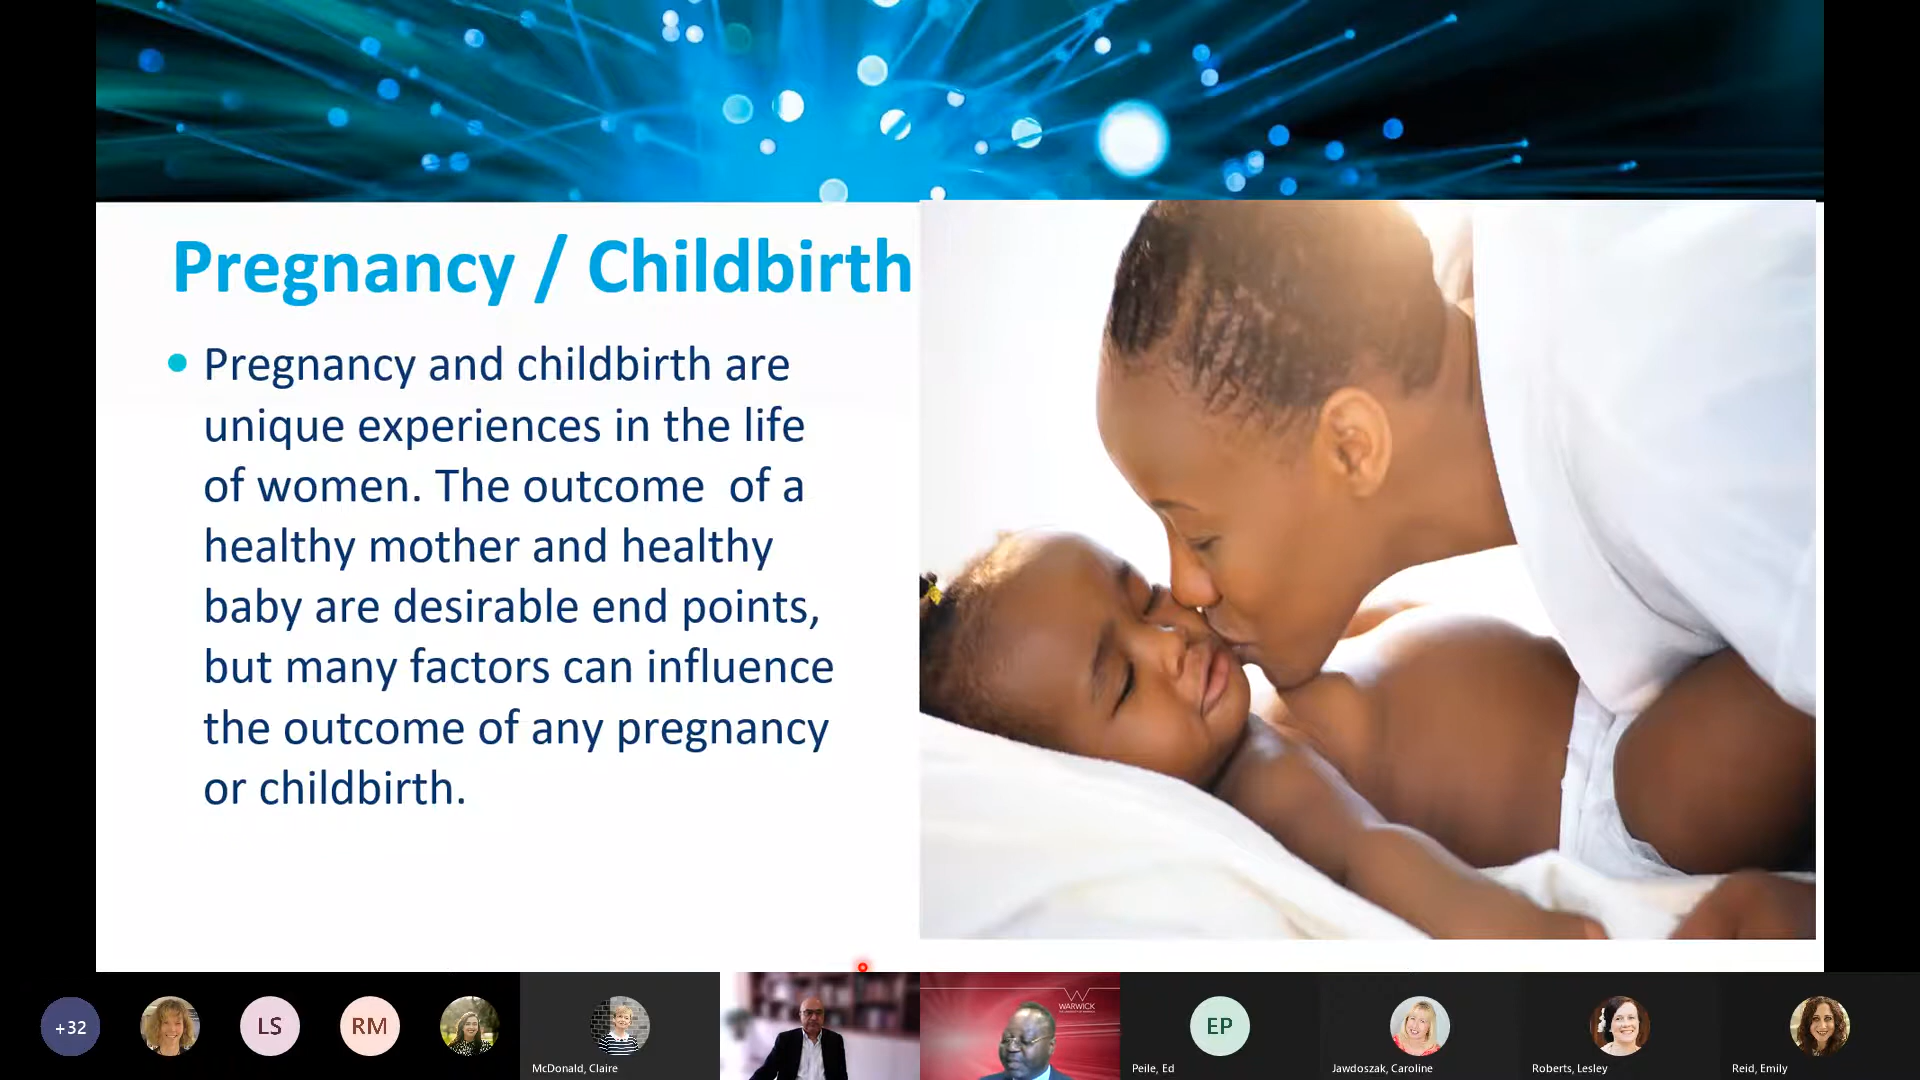 Pregnancy / Childbirth
Pregnancy and childbirth are
unique experiences in the life
of women. The outcome of a
healthy mother and healthy
baby are desirable end points,
but many factors can influence
the outcome of any pregnancy
or childbirth.
+32
LS
RM
McDonald, Claire
WARWICK
EP
Peile, Ed
Jawdoszak, Caroline
Roberts, Lesley
Reid, Emily